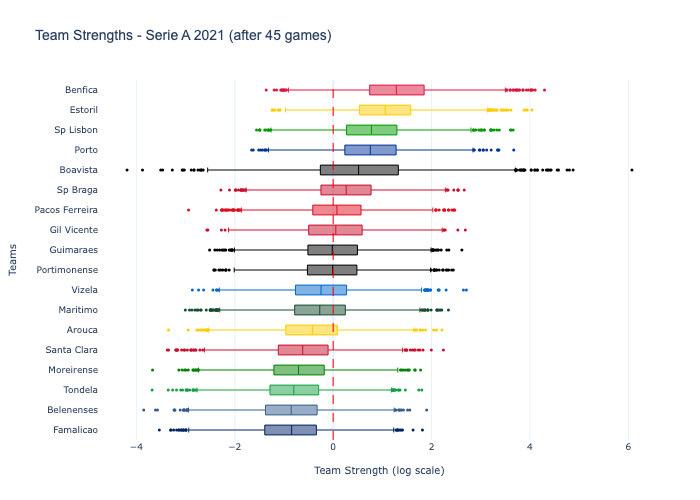 Team Strengths - Serie A 2021 (after 45 games)
Benfica
Estoril
Sp Lisbon
Porto
Boavista
Sp Braga
Pacos Ferreira
Gil Vicente
Guimaraes
Portimonense
Vizela
Maritimo
Arouca
Santa Clara
Moreirense
Tondela
Belenenses
Famalicao
Teams
−4 −2 0 2 4 6
Team Strength (log scale)